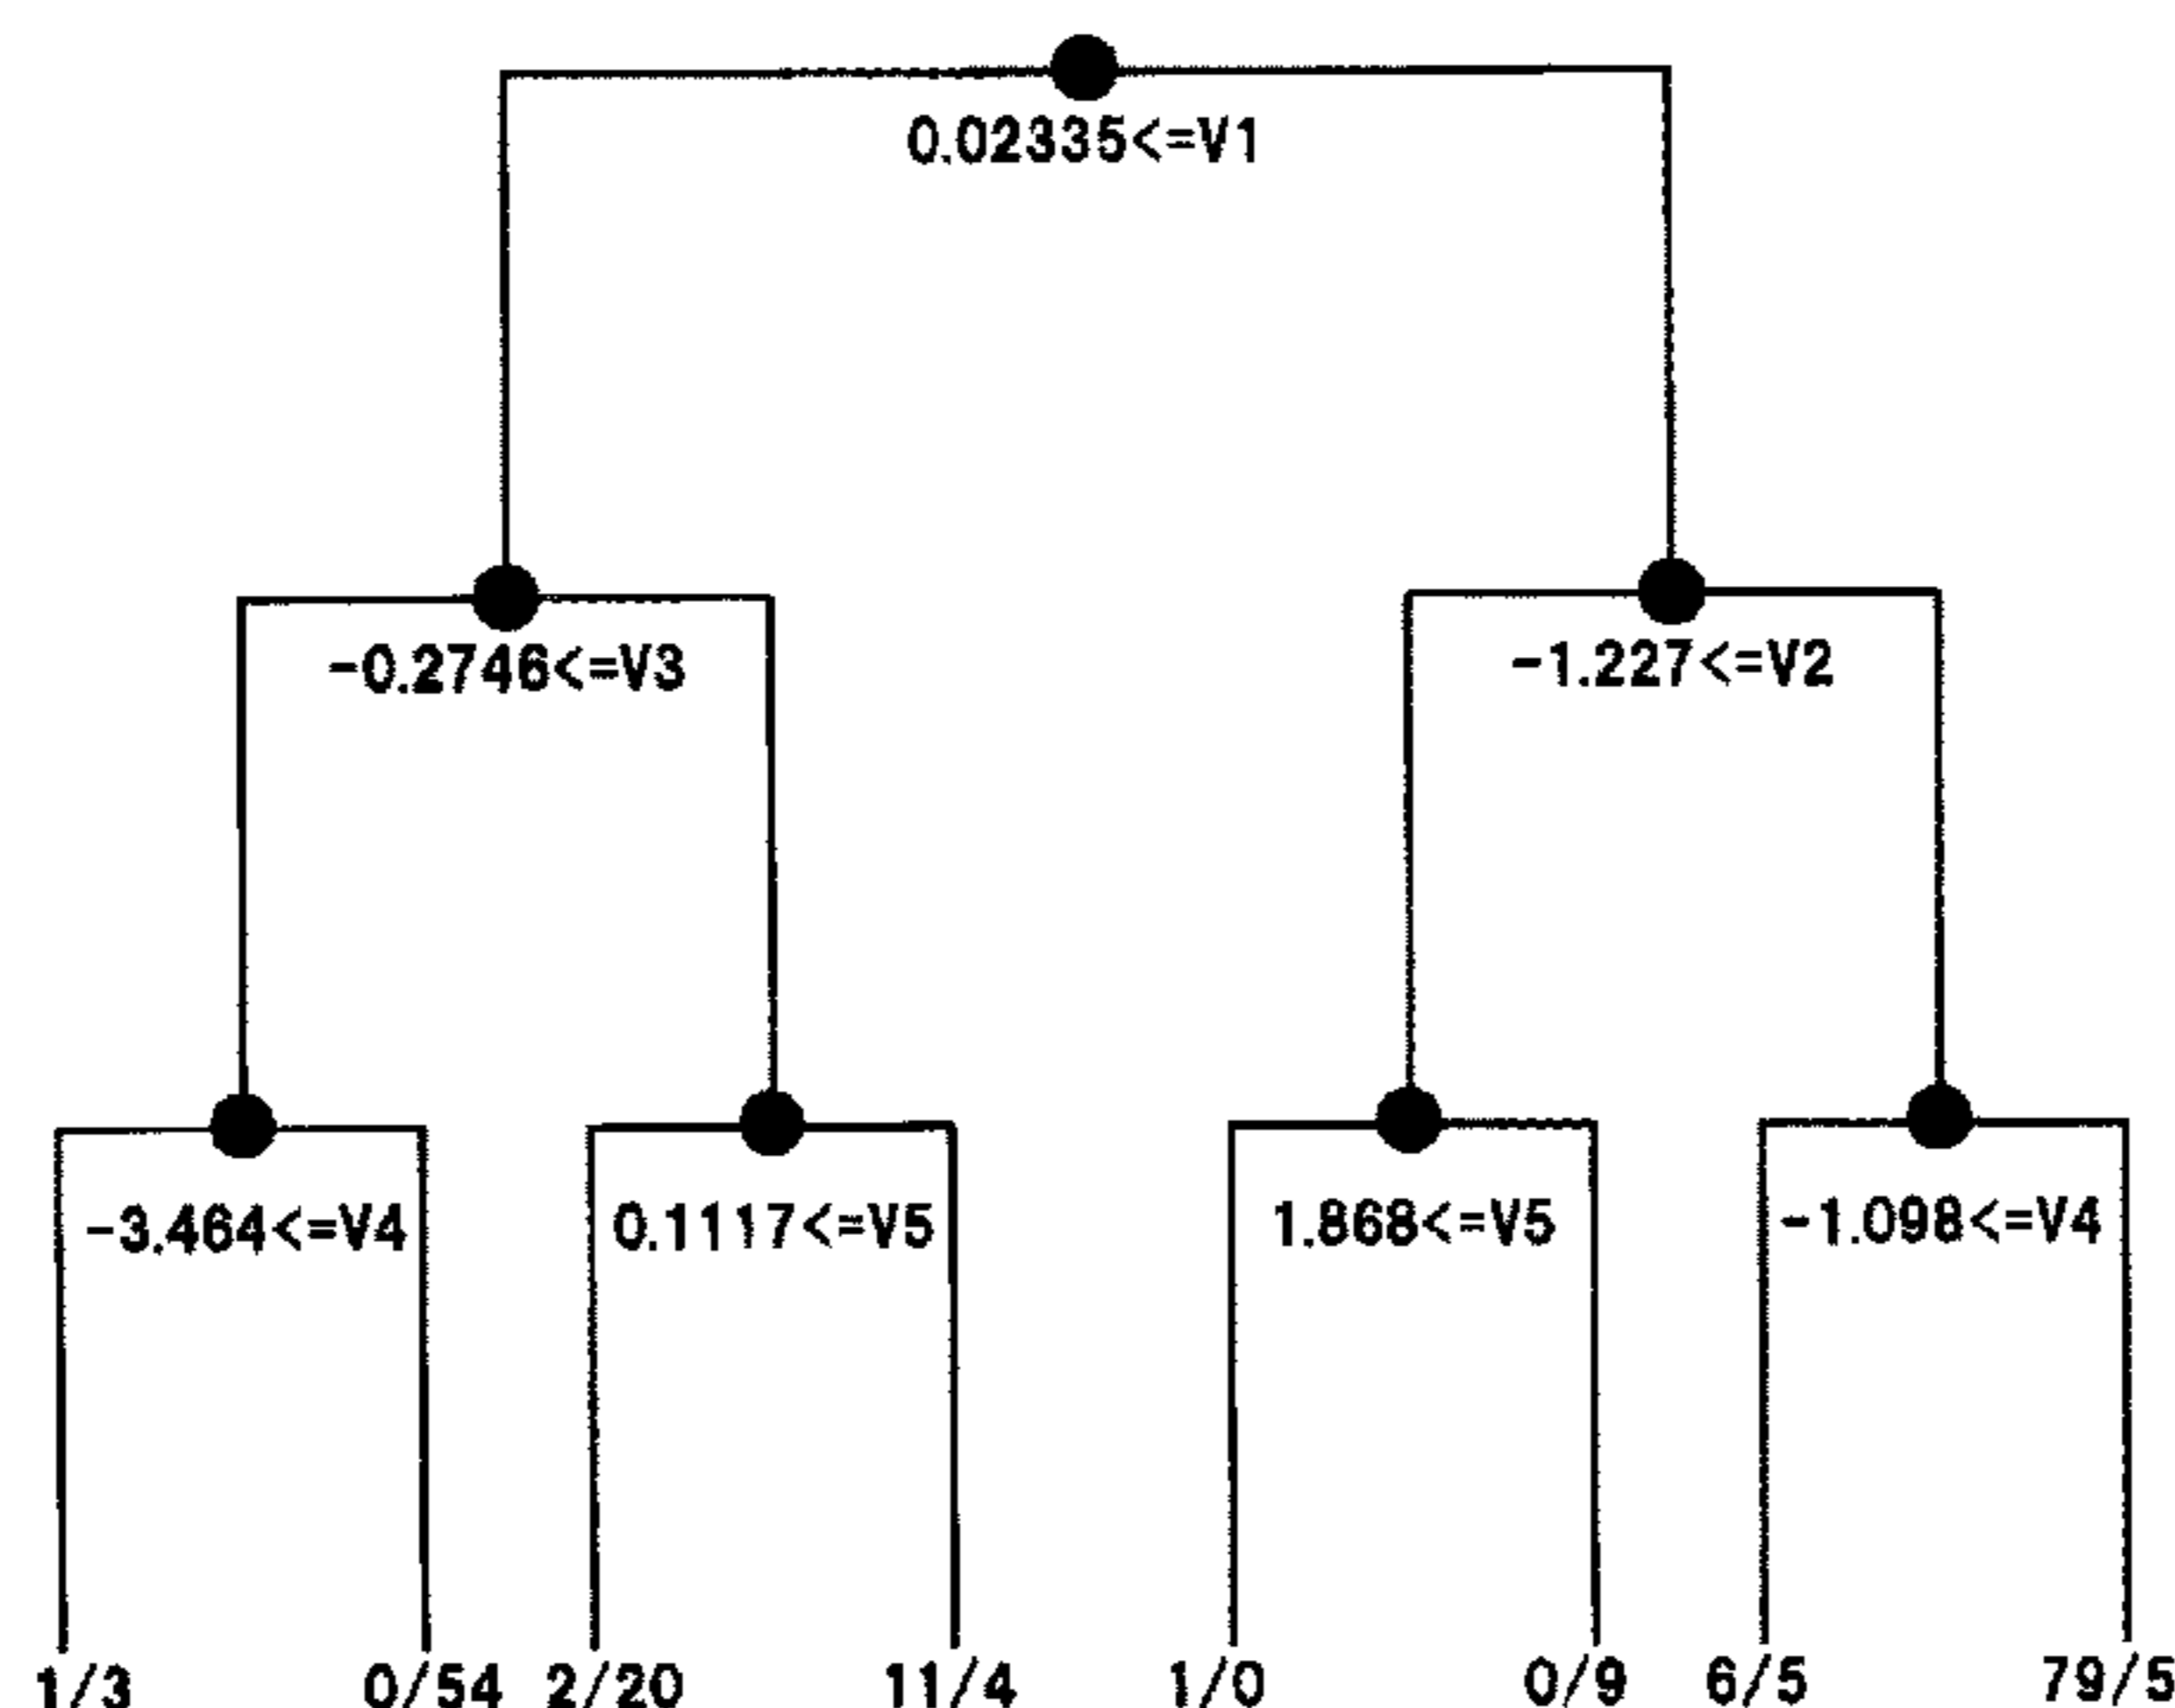 0.02335<=V1
-0.2746<=V3
-1.227<=V2
-3.464<=V4
0.1117<=V5
1.868<=V5
-1.098<=V4
1/3
0/54
2/20
11/4
1/0
0/9
6/5
79/5